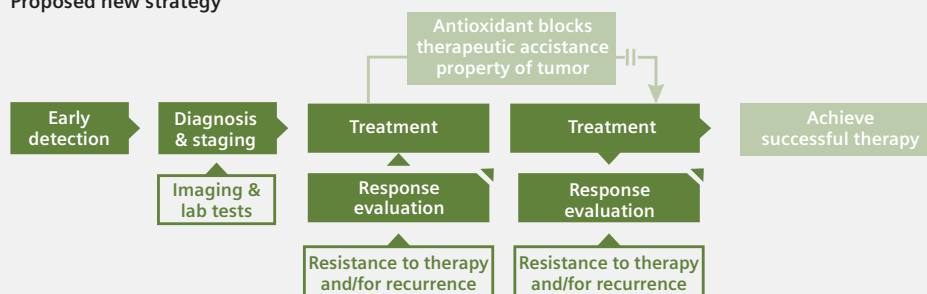 Proposed new strategy
Antioxidant blocks
therapeutic accistance
property of tumor
Early
detection
Diagnosis
& staging
Treatment
Treatment
Achieve
successful therapy
Imaging &
lab tests
Response
evaluation
Response
evaluation
Resistance to therapy
and/for recurrence
Resistance to therapy
and/for recurrence